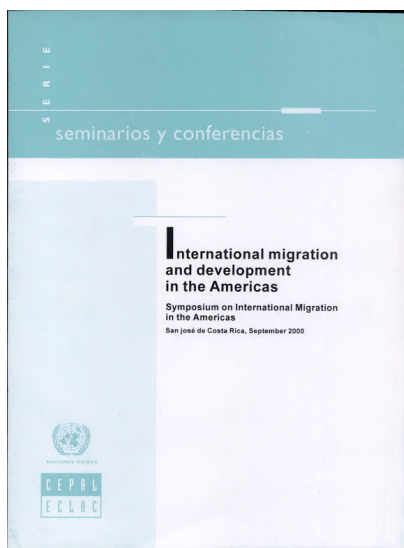 SERIE
seminarios y conferencias
International migration
and development
in the Americas
Symposium on International Migration
in the Americas
San josé de Costa Rica, September 2000
NACIONES UNIDAS
CEPAL
ECLAC